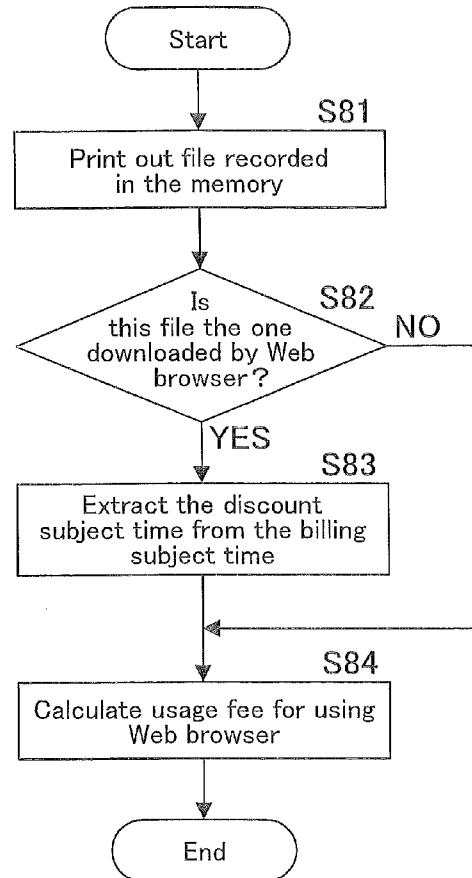 Start
S81
Print out file recorded
in the memory
S82
Is
this file the one
downloaded by Web
browser?
NO
YES
S83
Extract the discount
subject time from the billing
subject time
S84
Calculate usage fee for using
Web browser
End